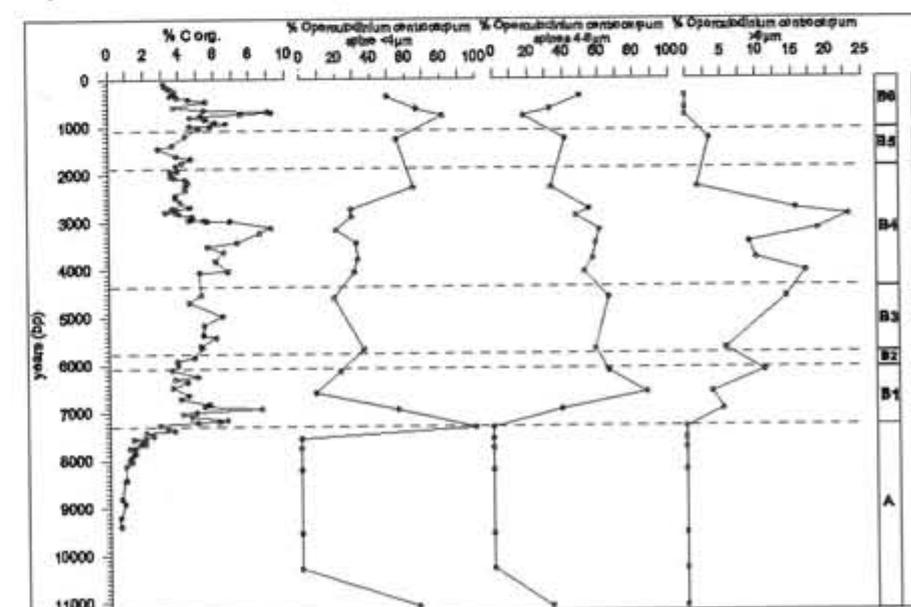 % C org.
0 2 4 6 8 10
% Operculodinium centrocarpum
spine <4µm
0 20 40 60 80 100
% Operculodinium centrocarpum
spines 4-8µm
0 20 40 60 80 100
% Operculodinium centrocarpum
>8µm
0 5 10 15 20 25
years (bp)
0
1000
2000
3000
4000
5000
6000
7000
8000
9000
10000
11000
B6
B5
B4
B3
B2
B1
A